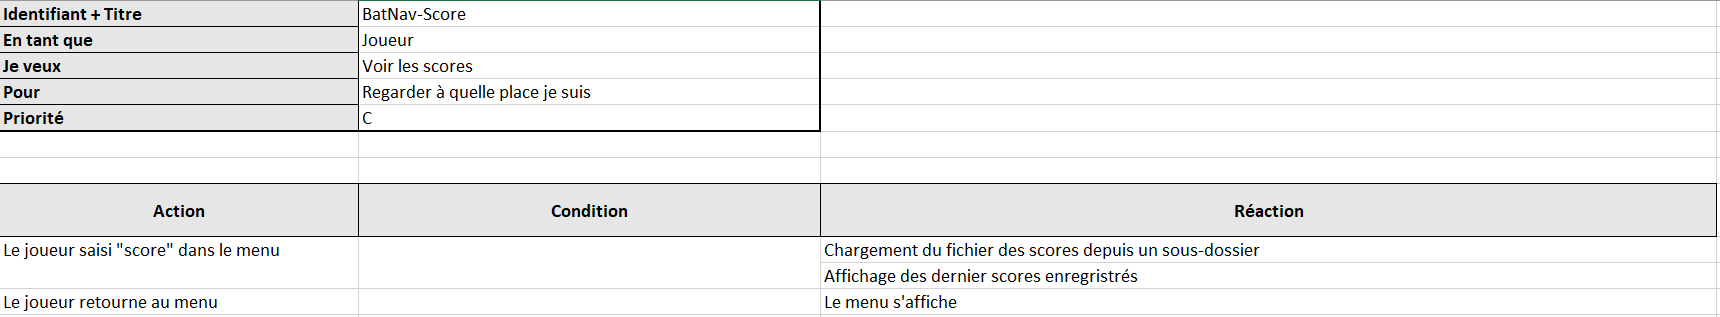 Identifiant + Titre BatNav-Score
En tant que Joueur
Je veux Voir les scores
Pour Regarder à quelle place je suis
Priorité C
Action Condition Réaction
Le joueur saisi "score" dans le menu Chargement du fichier des scores depuis un sous-dossier
Affichage des dernier scores enregristrés
Le joueur retourne au menu Le menu s'affiche